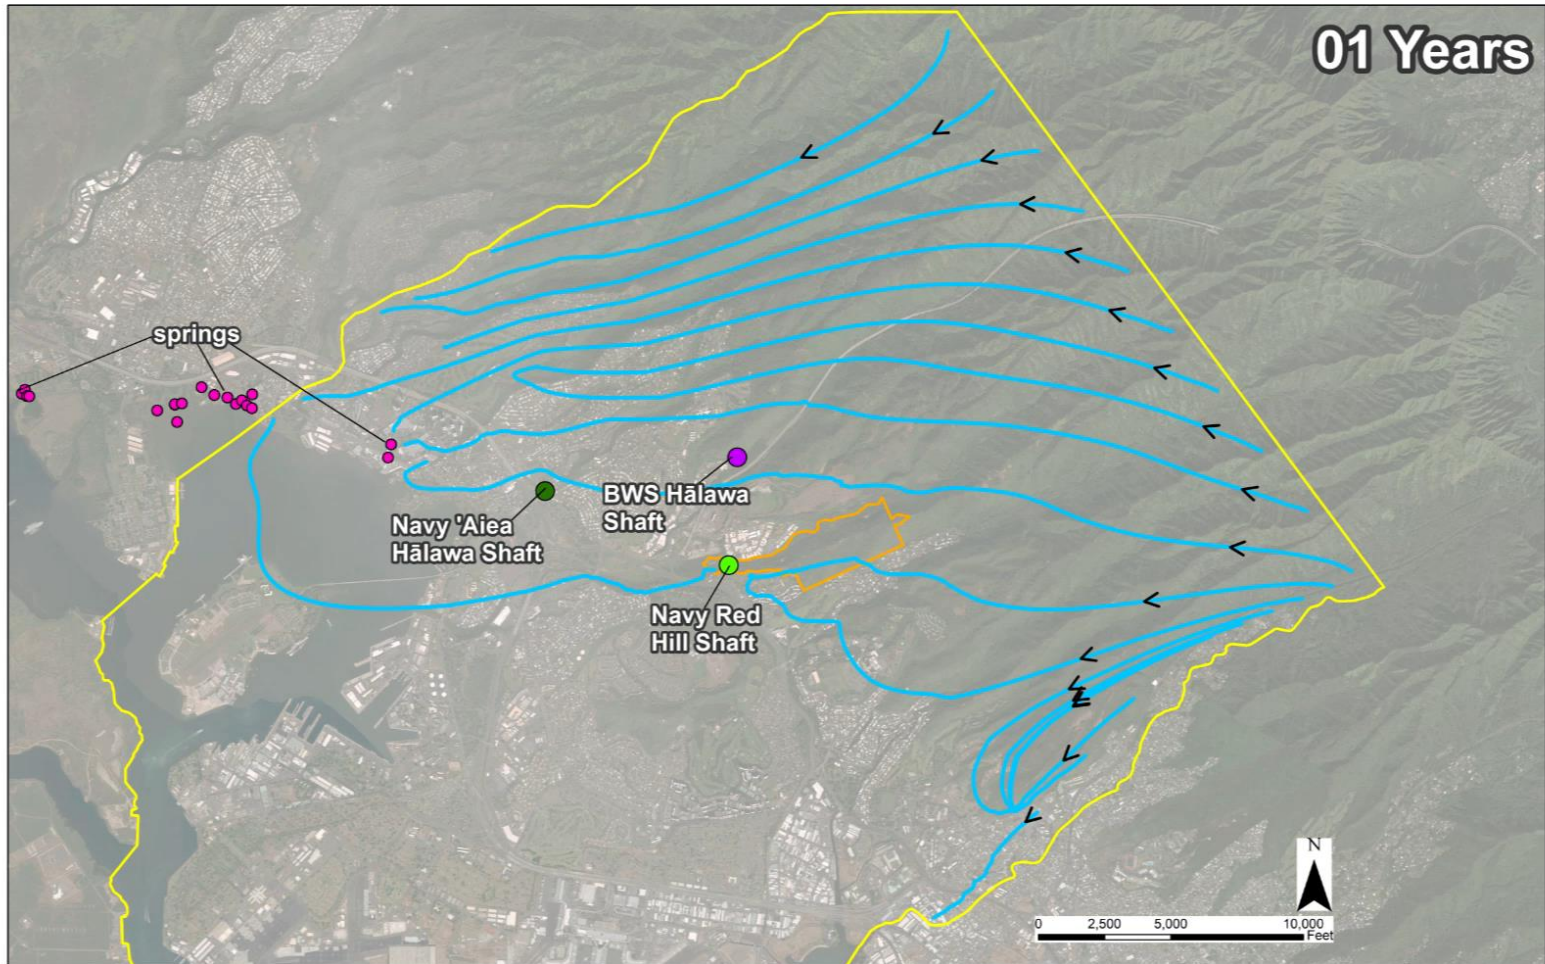 01 Years
springs
BWS Hālawa
Shaft
Navy 'Aiea
Hālawa Shaft
Navy Red
Hill Shaft
N
0 2,500 5,000 10,000
Feet